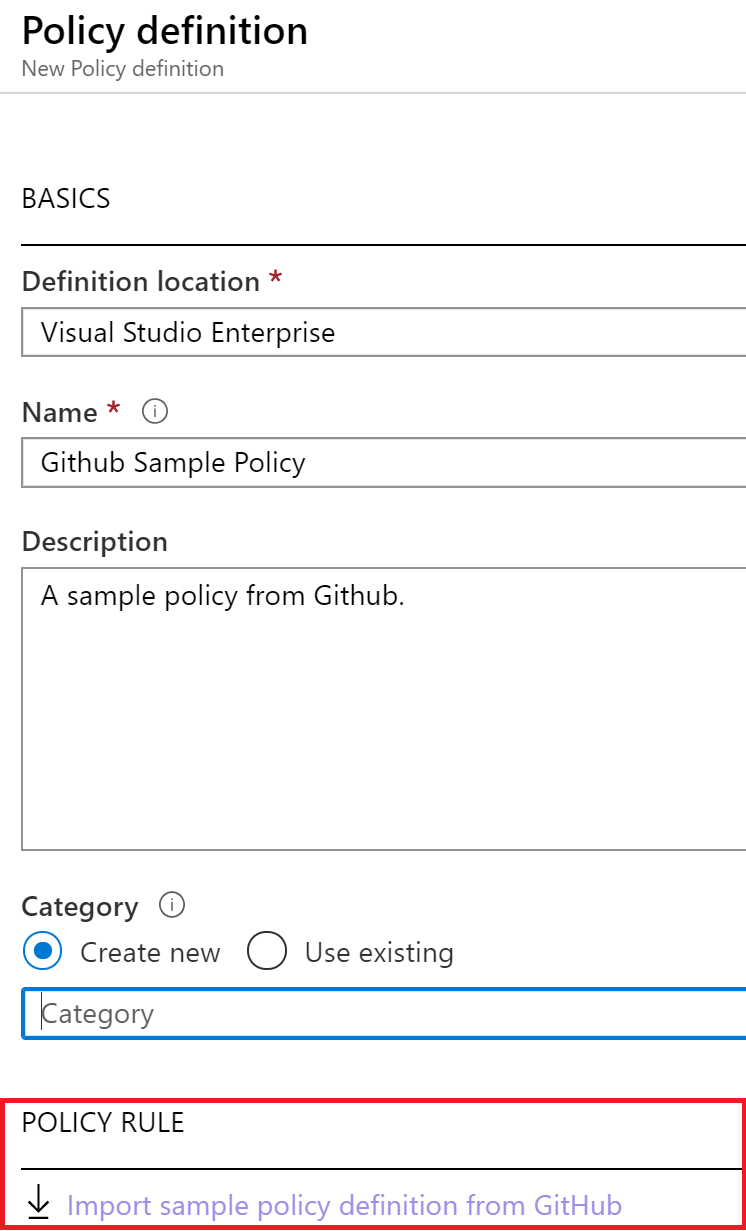 Policy definition
New Policy definition
BASICS
Definition location *
Visual Studio Enterprise
Name *
Github Sample Policy
Description
A sample policy from Github.
Category
Create new Use existing
Category
POLICY RULE
Import sample policy definition from GitHub